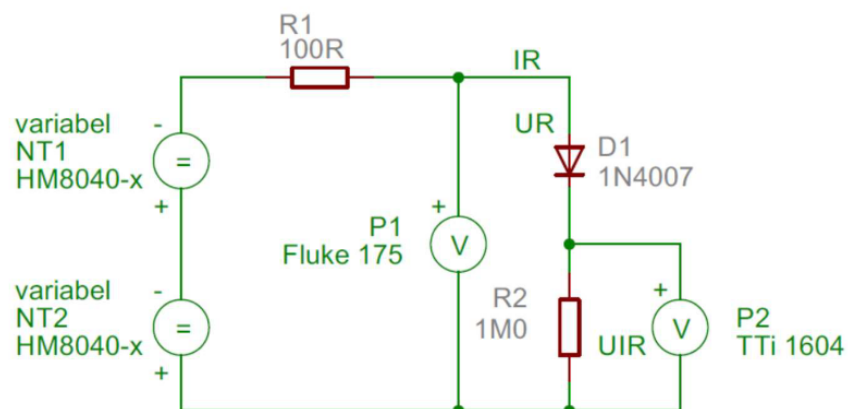 R1
100R
IR
variabel
-
NT1
=
HM8040-x
+
UR
D1
1N4007
P1
+
Fluke 175
V
variabel
-
NT2
=
HM8040-x
+
R2
1M0
UIR
+
V
P2
TTi 1604